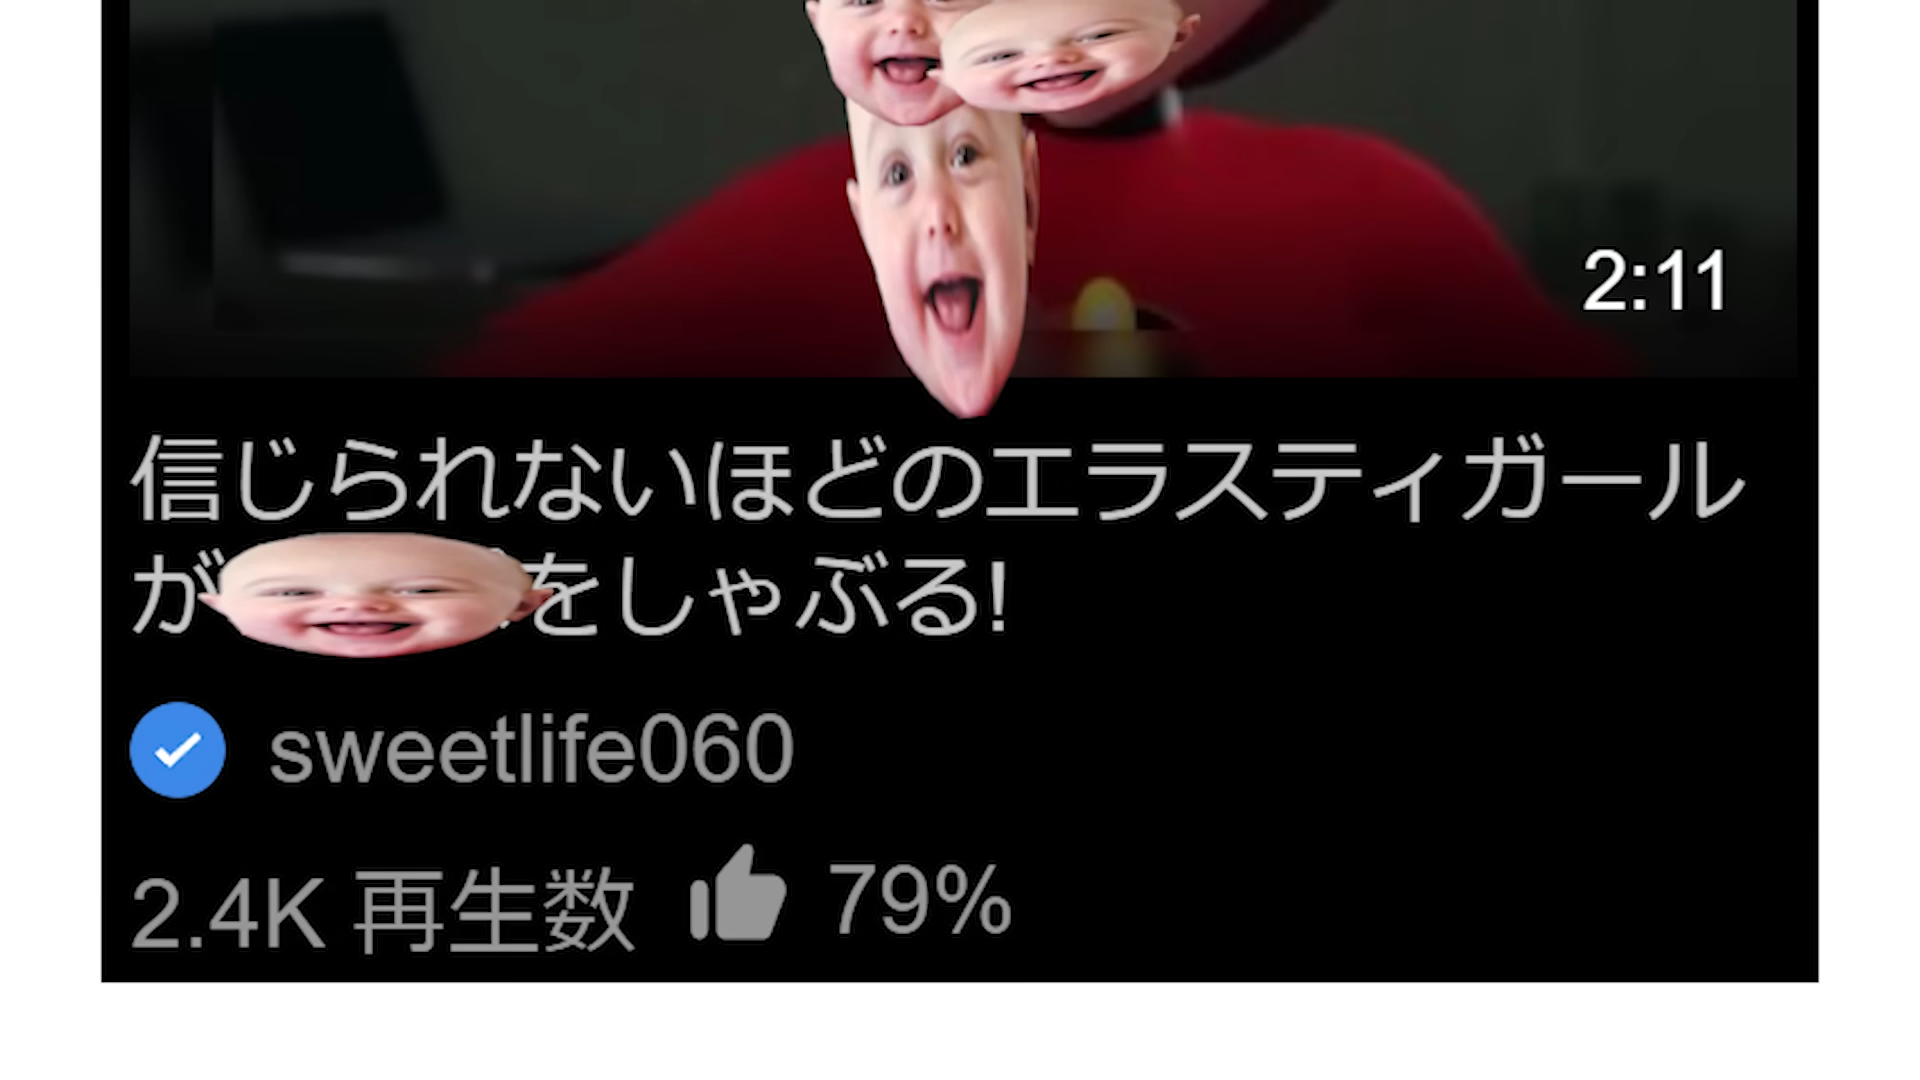 2:11
信じられないほどのエラスティガール
が
をしゃぶる!
sweetlife060
2.4K 再生数 79%